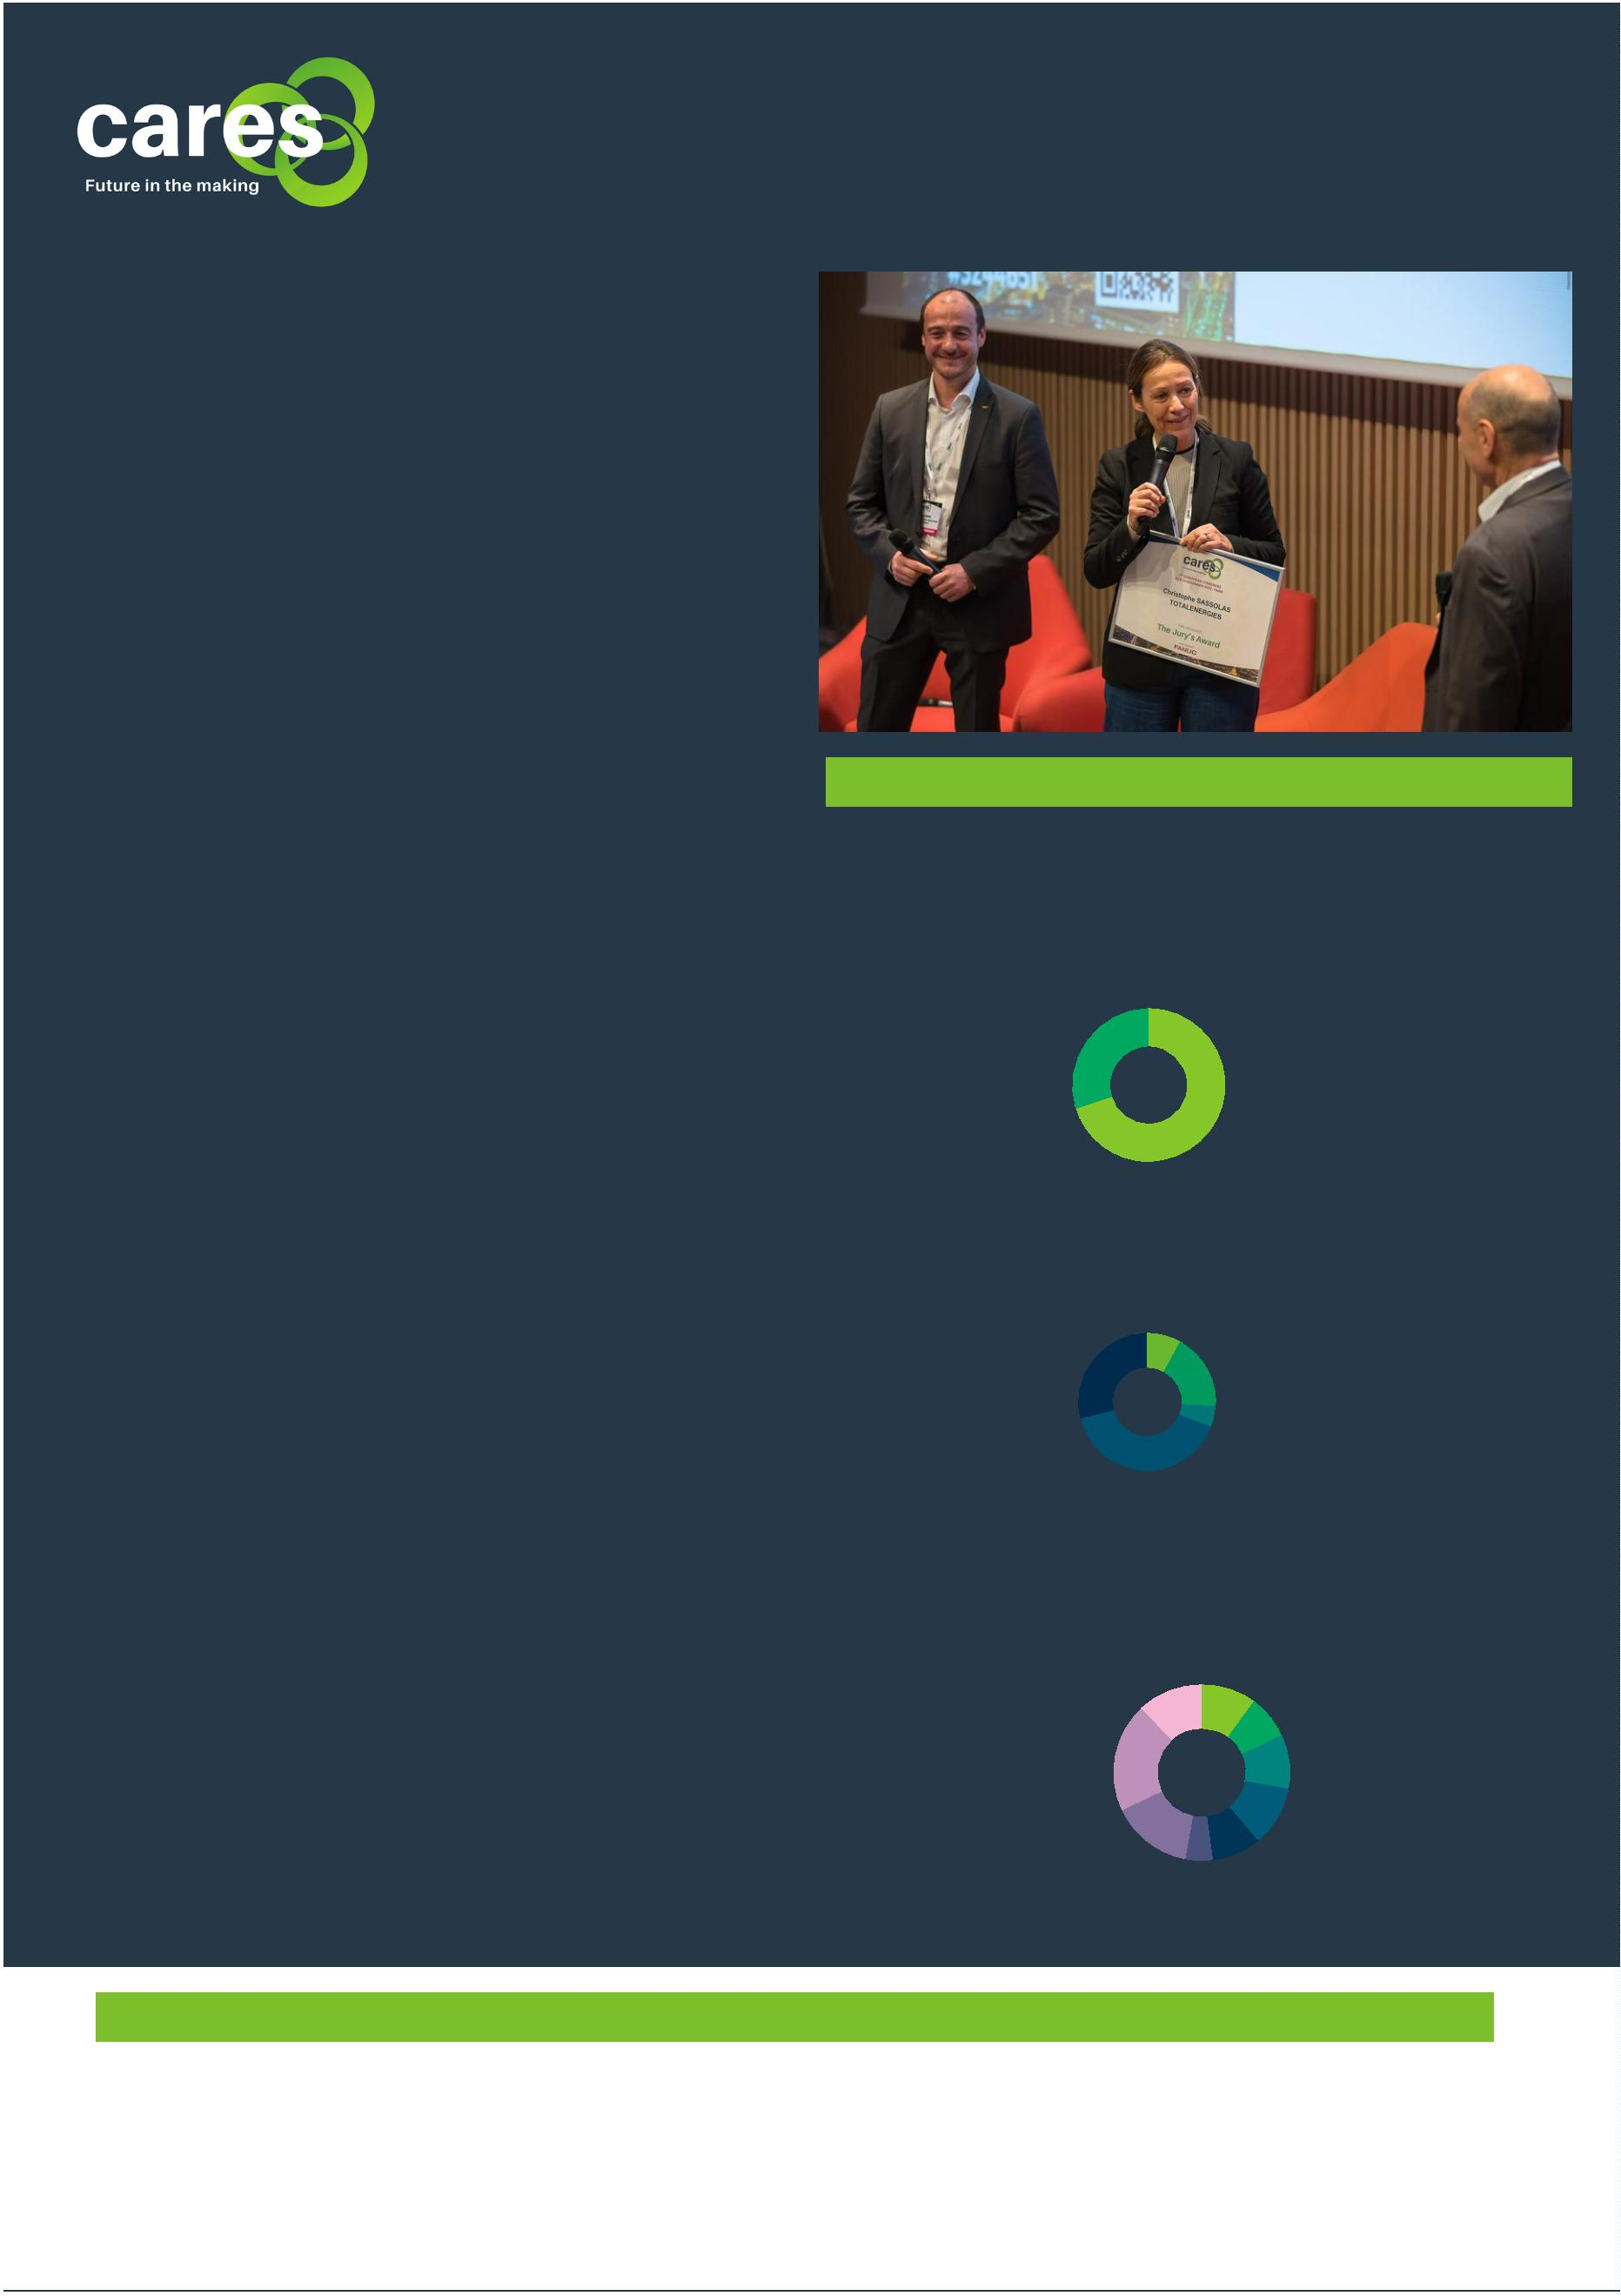 cares
Future in the making
cares
Christophe SASSOLAS
TOTALENERGIES
The Jury's Award
FANUC